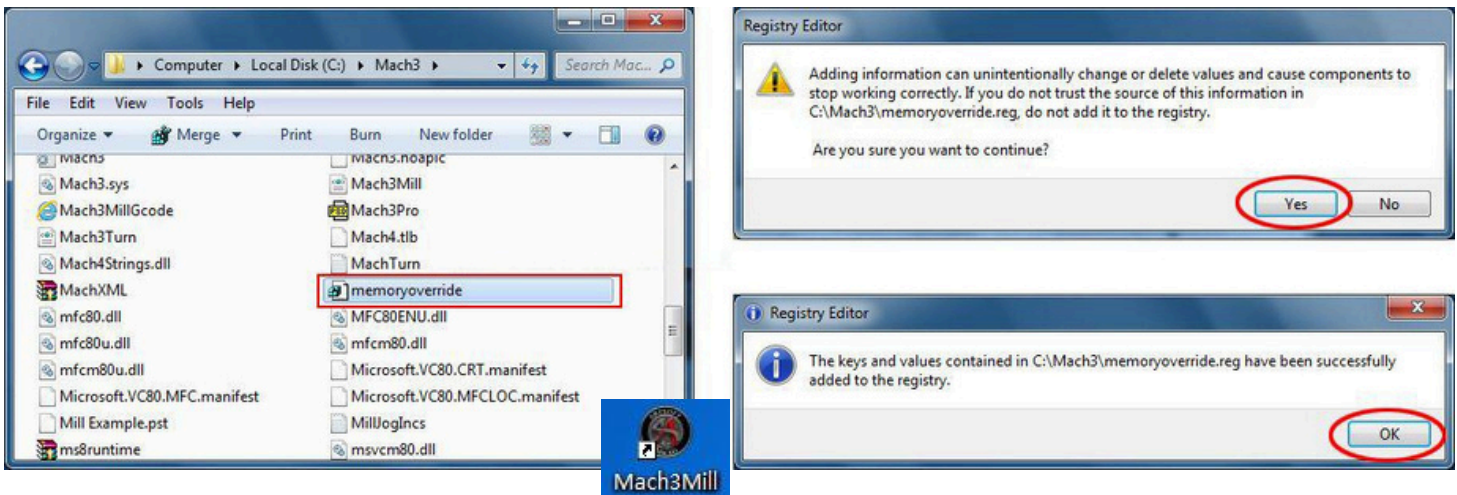 Computer Local Disk (C:) Mach3 Search Mac...
File Edit View Tools Help
Organize Merge Print Burn New folder
Mach3 Mach3.noapic
Mach3.sys Mach3Mill
Mach3MillGcode Mach3Pro
Mach3Turn Mach4.tlb
Mach4Strings.dll MachTurn
MachXML memoryoverride
mfc80.dll MFC80ENU.dll
mfc80u.dll mfcm80.dll
mfcm80u.dll Microsoft.VC80.CRT.manifest
Microsoft.VC80.MFC.manifest Microsoft.VC80.MFCLOC.manifest
Mill Example.pst MillJogIncs
ms8runtime msvcm80.dll
Mach3Mill
Registry Editor
Adding information can unintentionally change or delete values and cause components to
stop working correctly. If you do not trust the source of this information in
C:\Mach3\memoryoverride.reg, do not add it to the registry.
Are you sure you want to continue?
Yes No
Registry Editor
The keys and values contained in C:\Mach3\memoryoverride.reg have been successfully
added to the registry.
OK